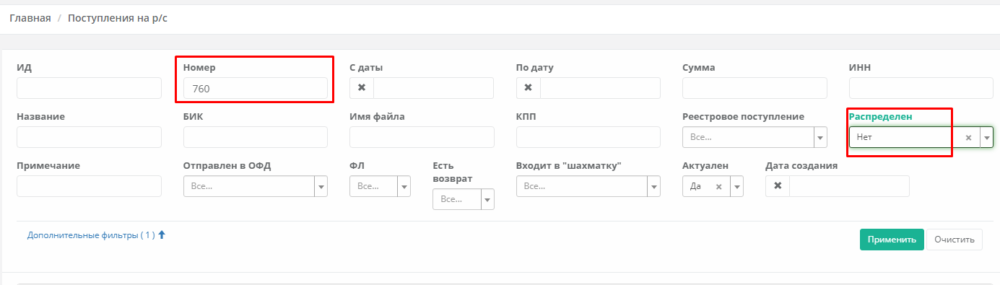 Главная / Поступления на р/с
ИД
Номер
С даты
По дату
Сумма
ИНН
760
Название
БИК
Имя файла
КПП
Реестровое поступление
Распределен
Все...
Нет
Примечание
Отправлен в ОФД
ФЛ
Есть
возврат
Входит в "шахматку"
Актуален
Дата создания
Все...
Все...
Все...
Все...
Да
Дополнительные фильтры ( 1 )
Применить
Очистить